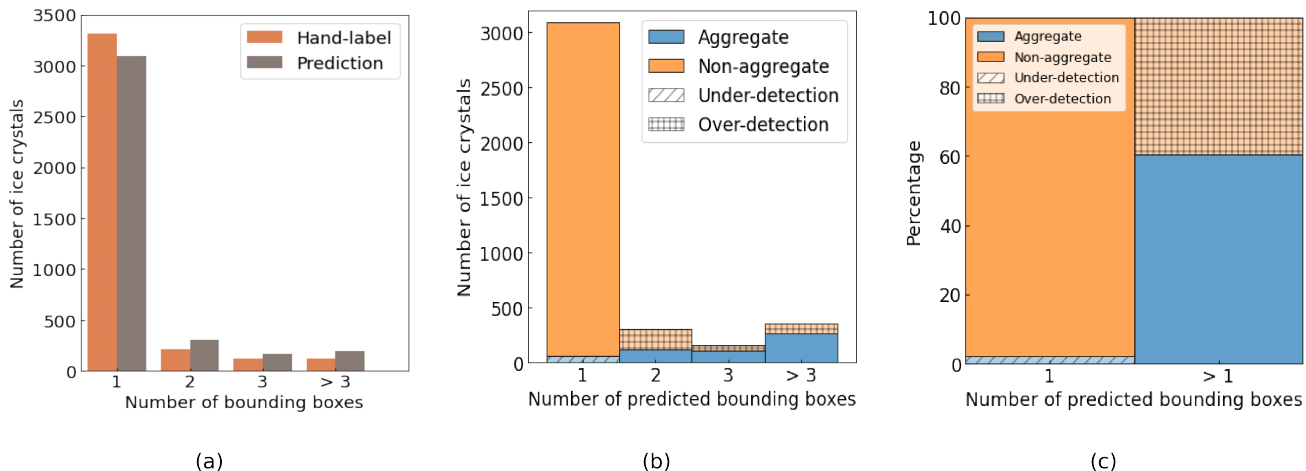 3500
3000
2500
2000
1500
1000
500
0
Number of ice crystals
Hand-label
Prediction
1 2 3 > 3
Number of bounding boxes
(a)
3000
2500
2000
1500
1000
500
0
Number of ice crystals
Aggregate
Non-aggregate
Under-detection
Over-detection
1 2 3 > 3
Number of predicted bounding boxes
(b)
100
80
60
40
20
0
Percentage
Aggregate
Non-aggregate
Under-detection
Over-detection
1 > 1
Number of predicted bounding boxes
(c)